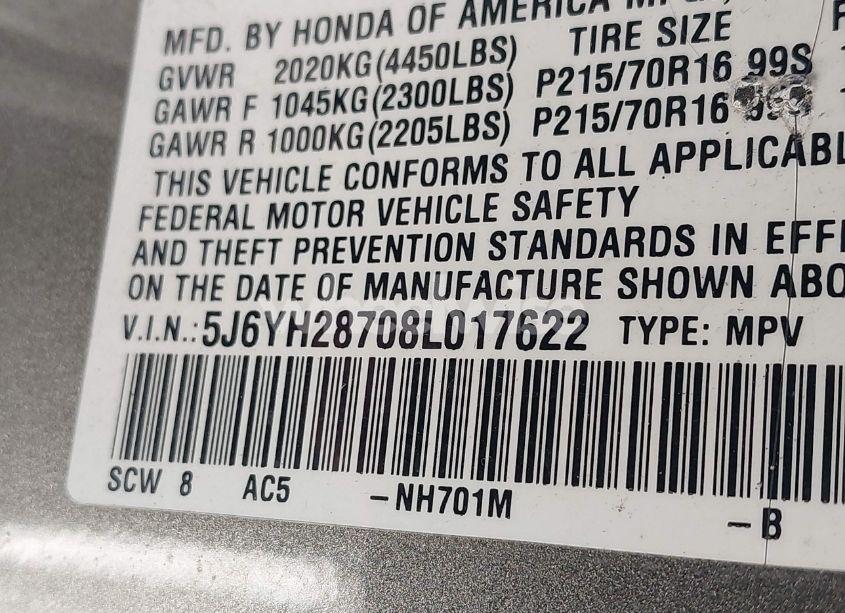 MFD. BY HONDA OF AMERICA
GVWR 2020KG(4450LBS) TIRE SIZE
GAWR F 1045KG(2300LBS) P215/70R16 99S
GAWR R 1000KG(2205LBS) P215/70R16
THIS VEHICLE CONFORMS TO ALL APPLICABL
FEDERAL MOTOR VEHICLE SAFETY
AND THEFT PREVENTION STANDARDS IN EFFE
ON THE DATE OF MANUFACTURE SHOWN ABO
V.I.N.:5J6YH28708L017622 TYPE: MPV
SCW 8 AC5 -NH701M -B